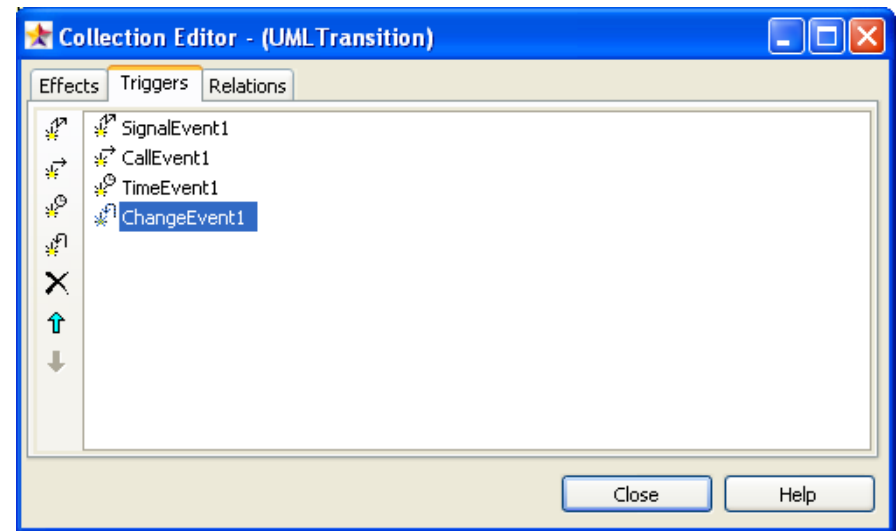 Collection Editor - (UMLTransition)
Effects Triggers Relations
SignalEvent1
CallEvent1
TimeEvent1
ChangeEvent1
Close Help